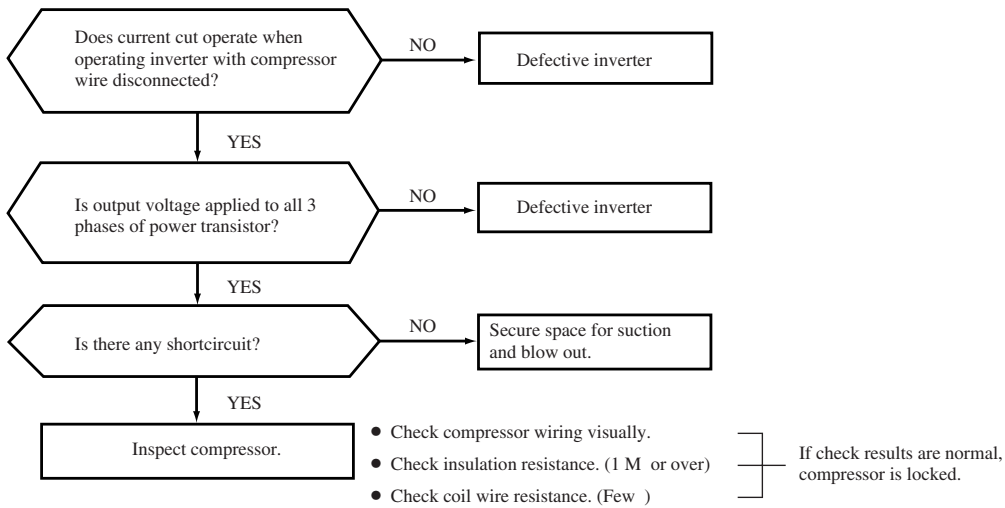 Does current cut operate when
operating inverter with compressor
wire disconnected?
NO
Defective inverter
YES
Is output voltage applied to all 3
phases of power transistor?
NO
Defective inverter
YES
Is there any shortcircuit?
NO
Secure space for suction
and blow out.
YES
Inspect compressor.
● Check compressor wiring visually.
● Check insulation resistance. (1 M or over)
● Check coil wire resistance. (Few )
If check results are normal,
compressor is locked.